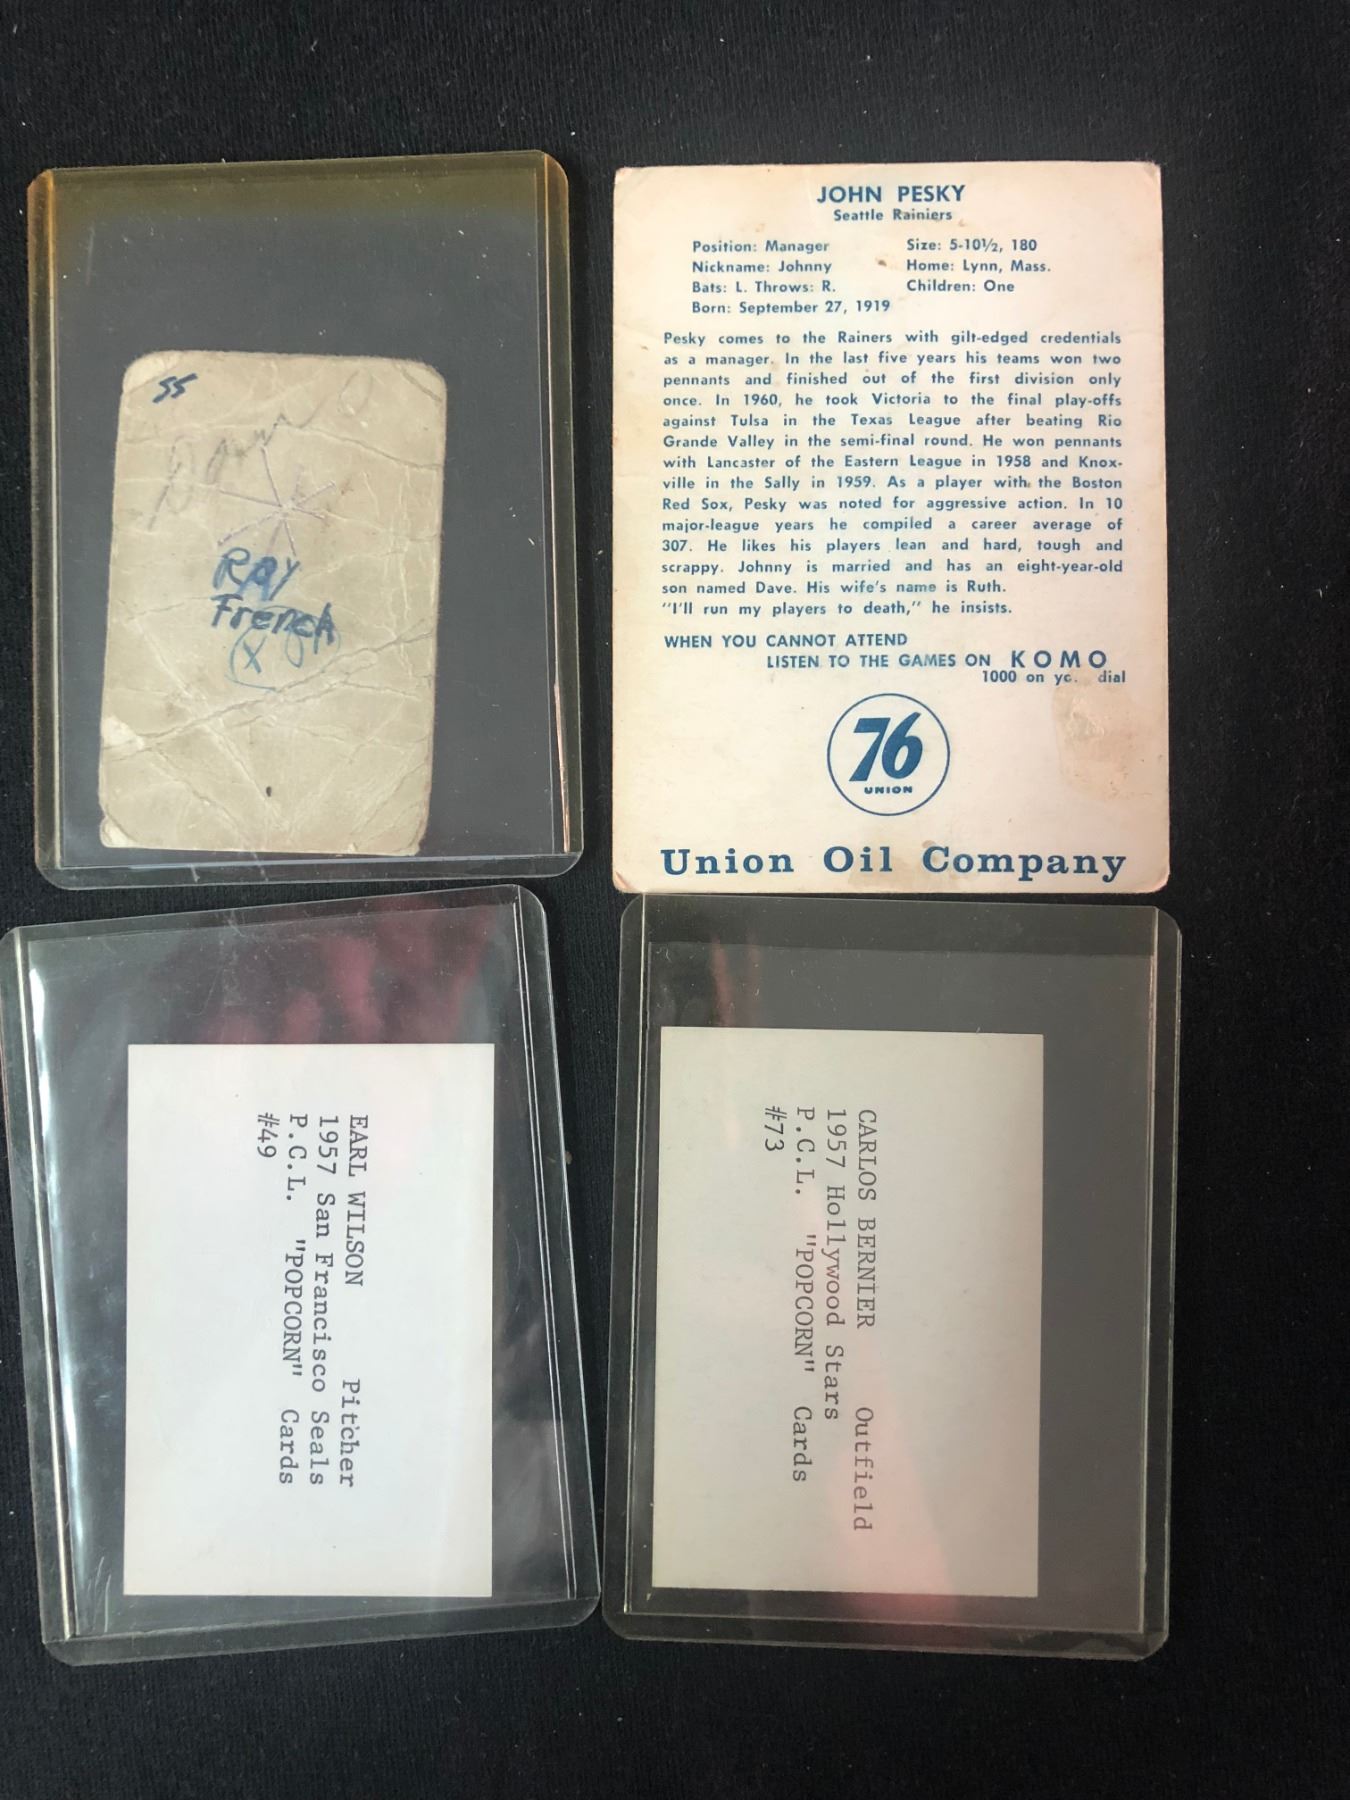 SS
Ray
French
X
JOHN PESKY
Seattle Rainiers
Position: Manager
Size: 5-10½, 180
Nickname: Johnny
Home: Lynn, Mass.
Bats: L. Throws: R.
Children: One
Born: September 27, 1919
Pesky comes to the Rainers with gilt-edged credentials
as a manager. In the last five years his teams won two
pennants and finished out of the first division only
once. In 1960, he took Victoria to the final play-offs
against Tulsa in the Texas League after beating Rio
Grande Valley in the semi-final round. He won pennants
with Lancaster of the Eastern League in 1958 and Knox-
ville in the Sally in 1959. As a player with the Boston
Red Sox, Pesky was noted for aggressive action. In 10
major-league years he compiled a career average of
307. He likes his players lean and hard, tough and
scrappy. Johnny is married and has an eight-year-old
son named Dave. His wife's name is Ruth.
"I'll run my players to death," he insists.
WHEN YOU CANNOT ATTEND
LISTEN TO THE GAMES ON KOMO
1000 on dial
76
UNION
Union Oil Company
EARL WILSON Pitcher
1957 San Francisco Seals
P.C.L. "POPCORN" Cards
#49
CARLOS BERNIER Outfield
1957 Hollywood Stars
P.C.L. "POPCORN" Cards
#73